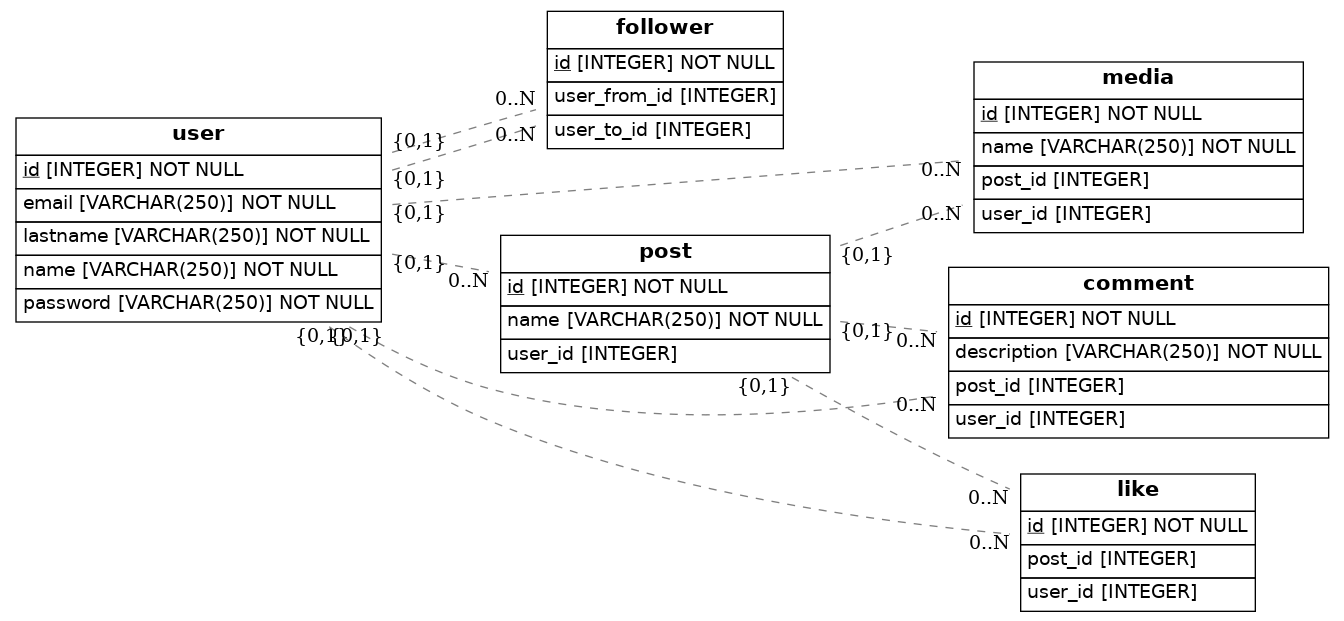 follower
id [INTEGER] NOT NULL
user_from_id [INTEGER]
user_to_id [INTEGER]
media
id [INTEGER] NOT NULL
name [VARCHAR(250)] NOT NULL
post_id [INTEGER]
user_id [INTEGER]
user
id [INTEGER] NOT NULL
email [VARCHAR(250)] NOT NULL
lastname [VARCHAR(250)] NOT NULL
name [VARCHAR(250)] NOT NULL
password [VARCHAR(250)] NOT NULL
0..N
{0,1}
0..N
{0,1}
0..N
{0,1}
0..N
{0,1}
{0,1}
0..N
post
id [INTEGER] NOT NULL
name [VARCHAR(250)] NOT NULL
user_id [INTEGER]
comment
id [INTEGER] NOT NULL
description [VARCHAR(250)] NOT NULL
post_id [INTEGER]
user_id [INTEGER]
{0,1}
0..N
{0,1}
{0,1}
{0,1}
0..N
0..N
0..N
like
id [INTEGER] NOT NULL
post_id [INTEGER]
user_id [INTEGER]